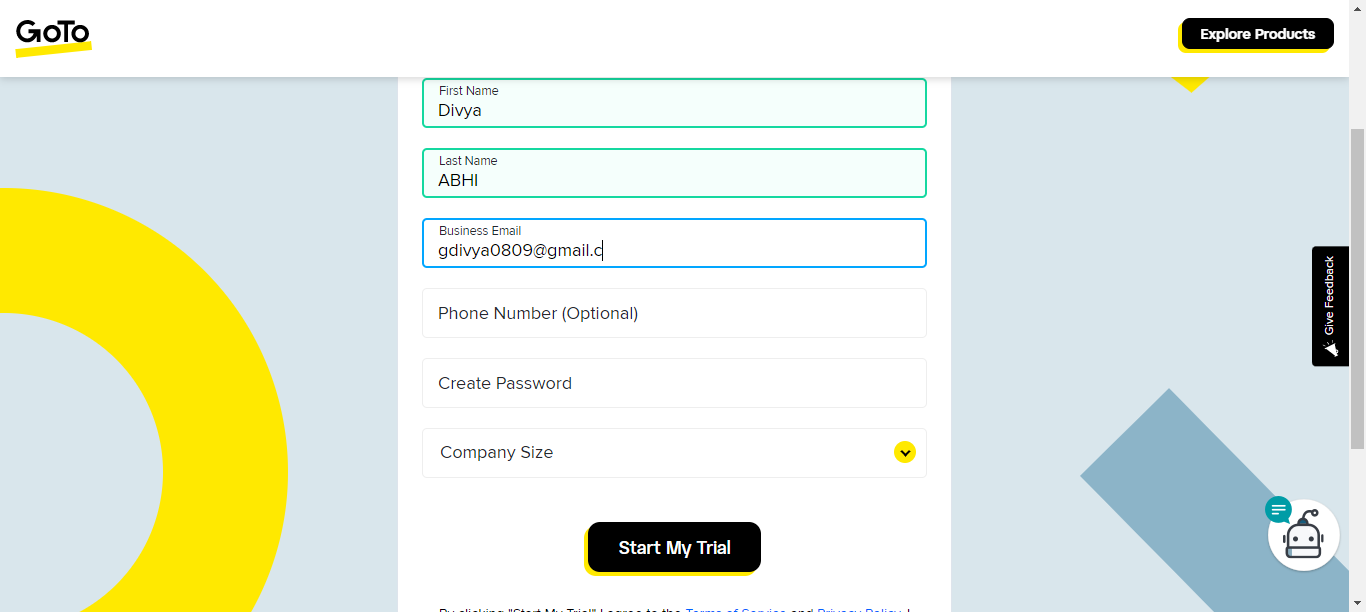 GoTo
Explore Products
First Name
Divya
Last Name
ABHI
Business Email
gdivya0809@gmail.c
Give Feedback
Phone Number (Optional)
Create Password
Company Size
Start My Trial
By clicking "Start My Trial" I agree to the Terms of Service and Privacy Policy. I